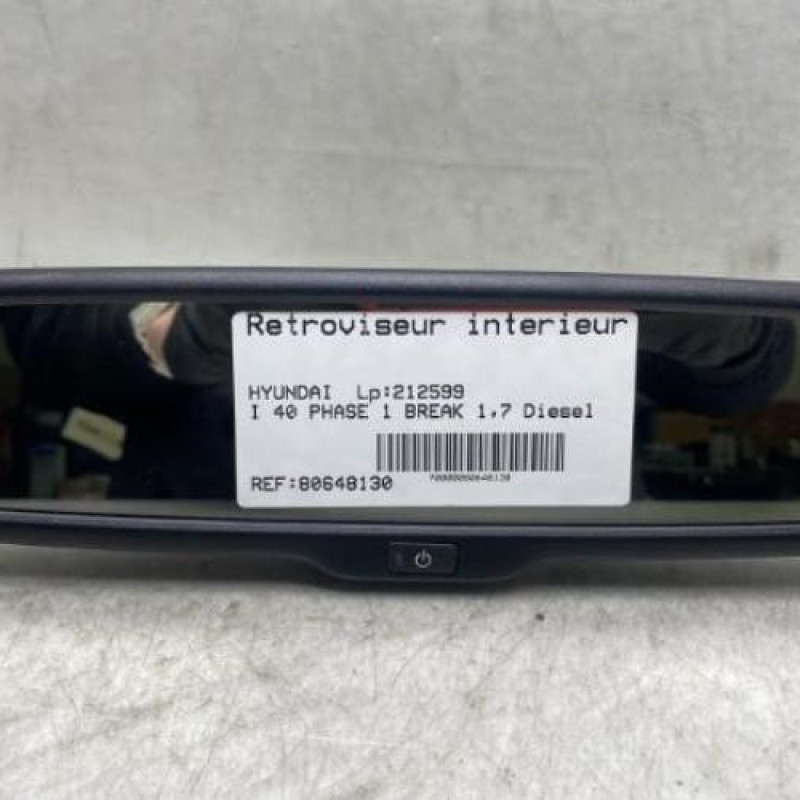 Retroviseur interieur
HYUNDAI Lp:212599
I 40 PHASE 1 BREAK 1,7 Diesel
REF:80648130